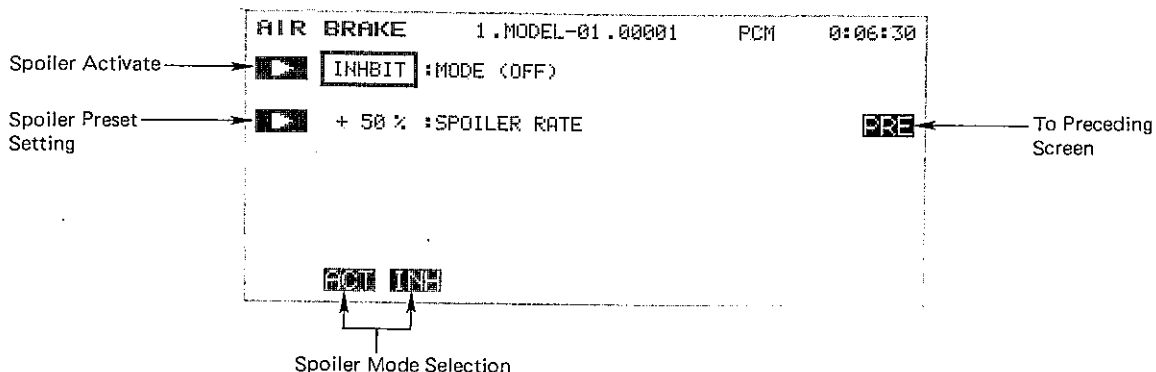 AIR BRAKE 1.MODEL-01.00001 PCM 0:06:30
Spoiler Activate
INHBIT :MODE (OFF)
Spoiler Preset
Setting
+ 50 % :SPOILER RATE
PRE
To Preceding
Screen
ACT INH
Spoiler Mode Selection